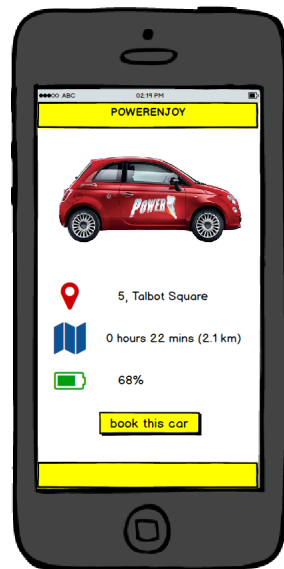 ABC 02:19 PM
POWERENJOY
POWER
5, Talbot Square
0 hours 22 mins (2.1 km)
68%
book this car